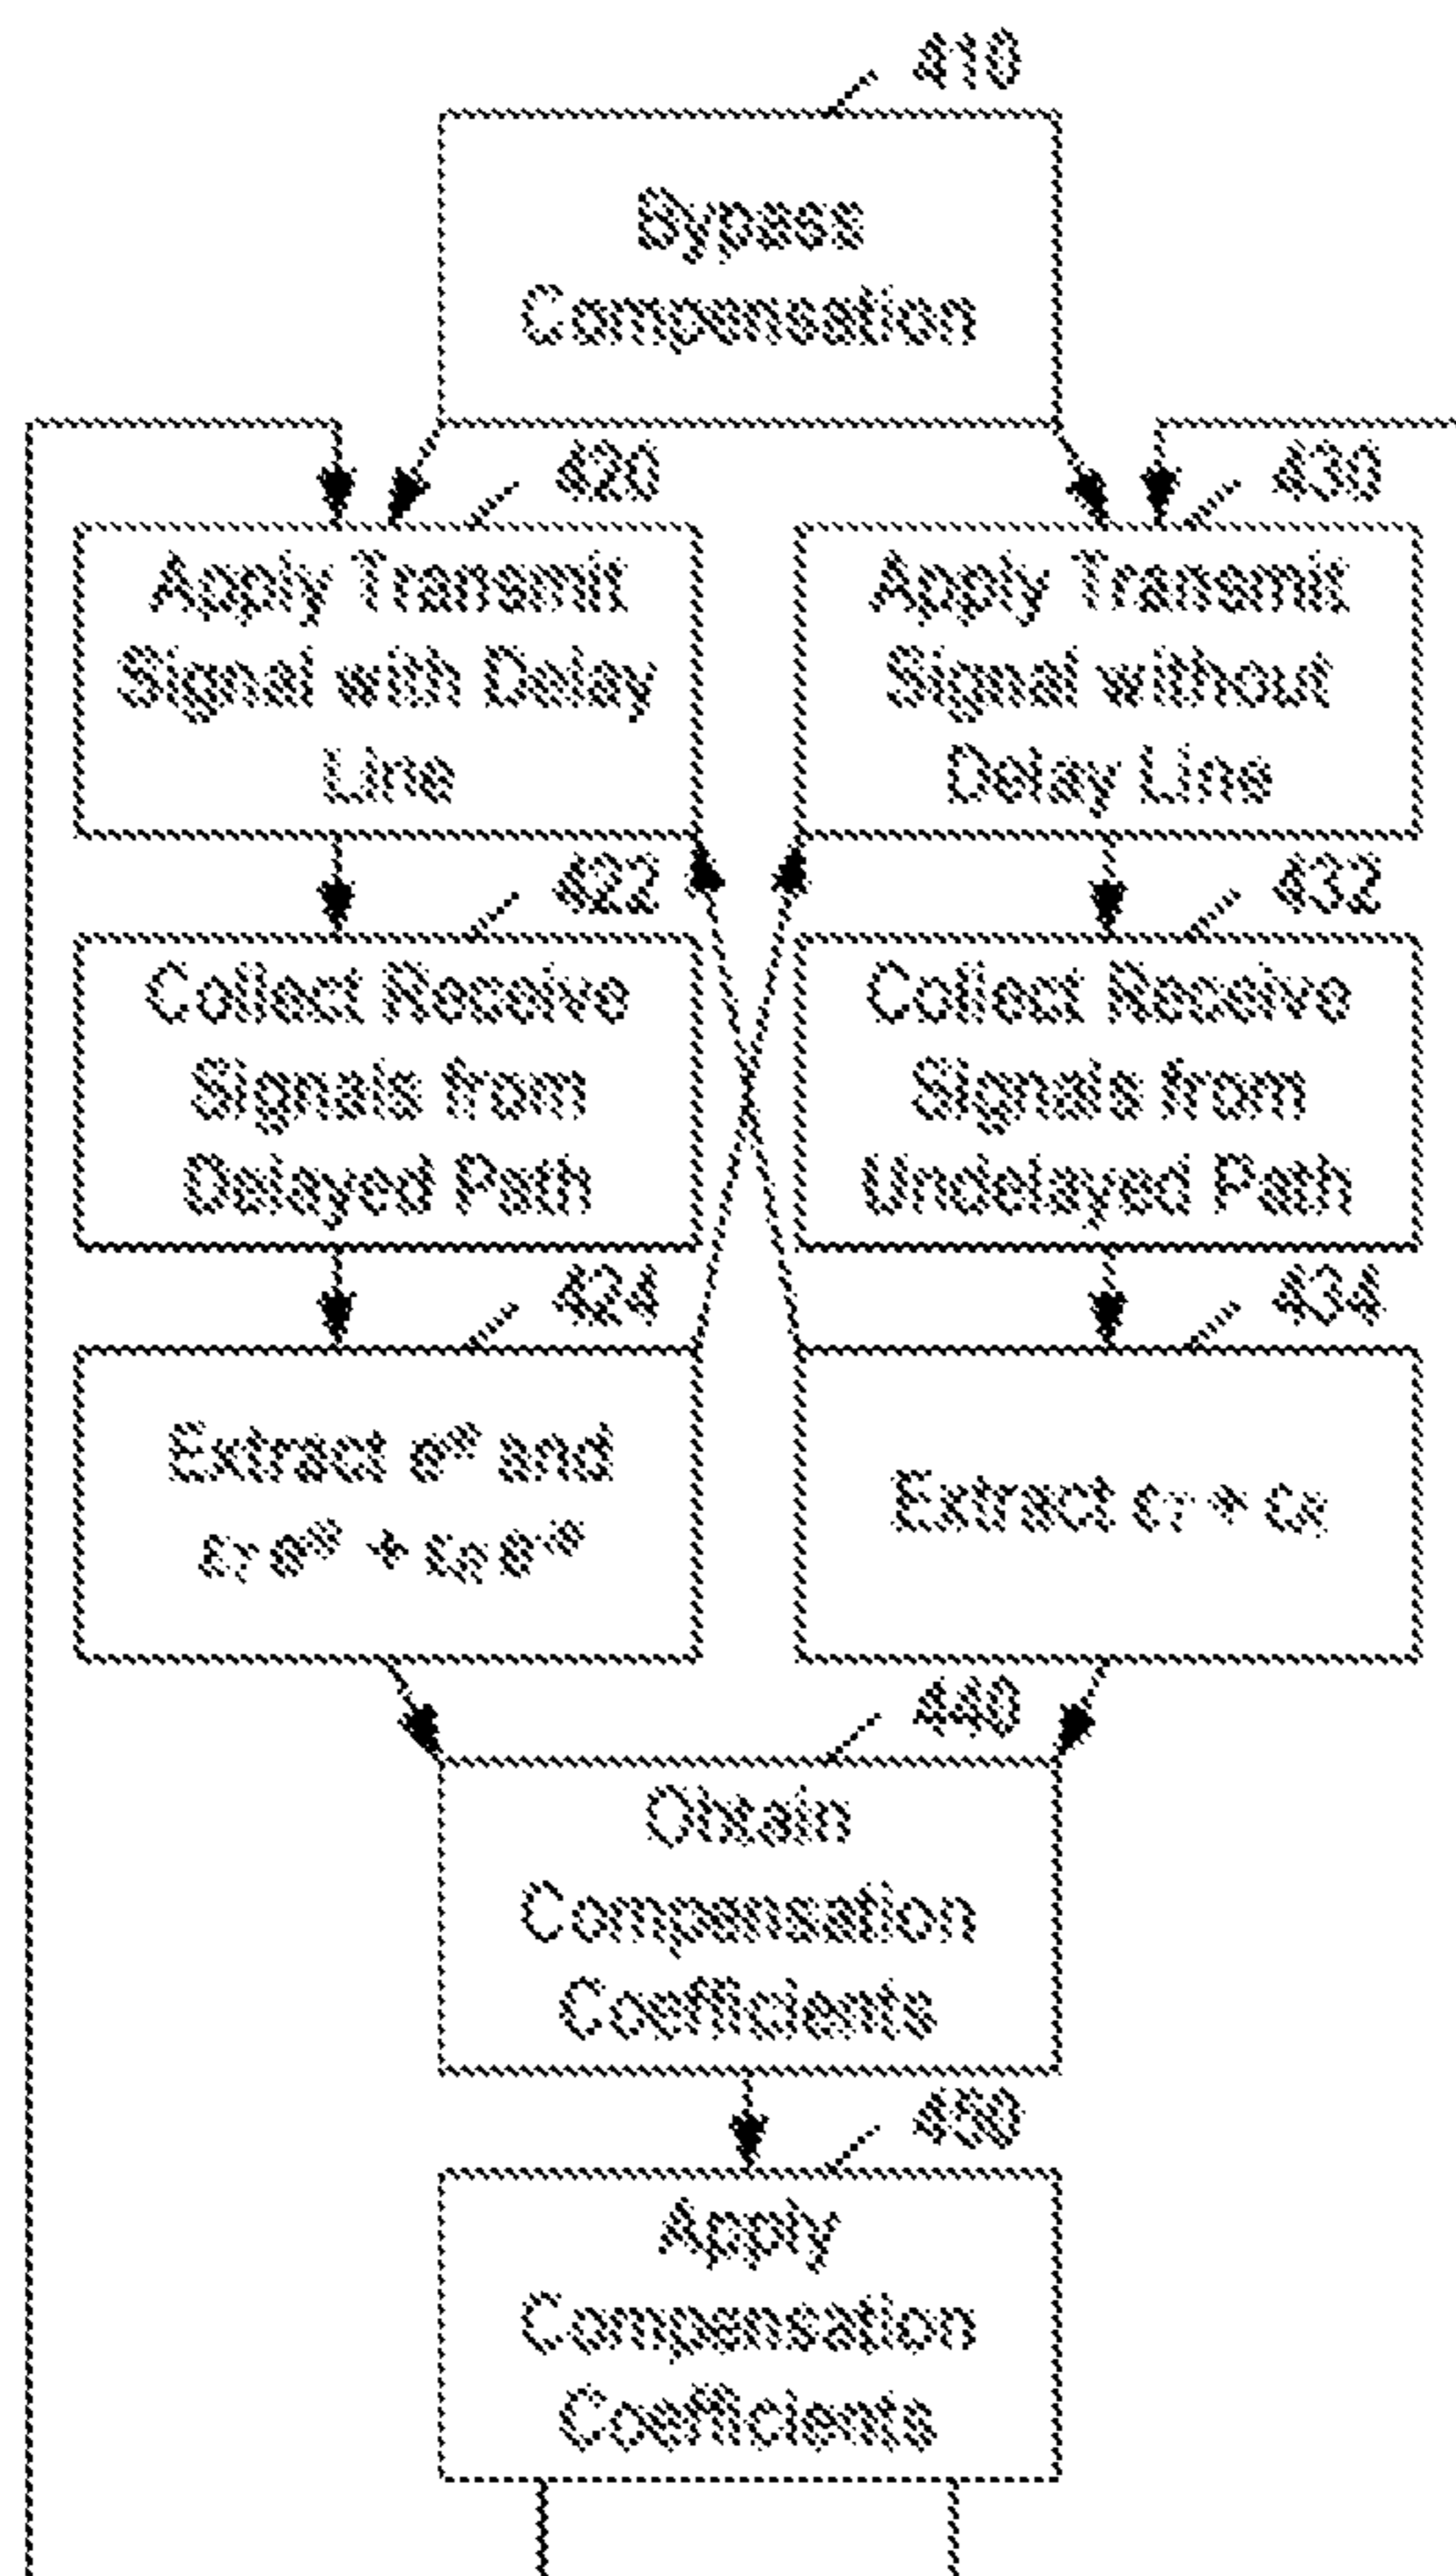 410
Bypass
Compensation
420
Apply Transmit
Signal with Delay
Line
430
Apply Transmit
Signal without
Delay Line
422
Collect Receive
Signals from
Delayed Path
432
Collect Receive
Signals from
Undelayed Path
424
Extract and
434
Extract
440
Obtain
Compensation
Coefficients
450
Apply
Compensation
Coefficients